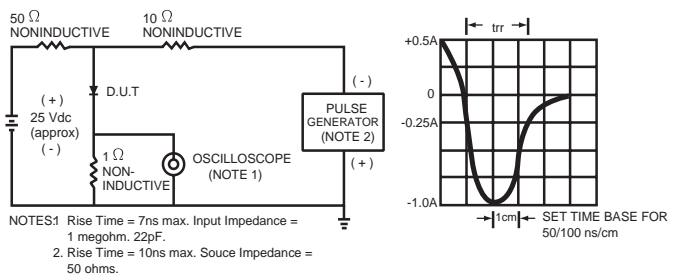 50 Ω
NONINDUCTIVE
10 Ω
NONINDUCTIVE
( + )
25 Vdc
(approx)
( - )
D.U.T
1 Ω
NON-
INDUCTIVE
OSCILLOSCOPE
(NOTE 1)
( - )
PULSE
GENERATOR
(NOTE 2)
( + )
NOTES:1 Rise Time = 7ns max. Input Impedance =
1 megohm. 22pF.
2. Rise Time = 10ns max. Souce Impedance =
50 ohms.
trr
+0.5A
0
-0.25A
-1.0A
1cm
SET TIME BASE FOR
50/100 ns/cm